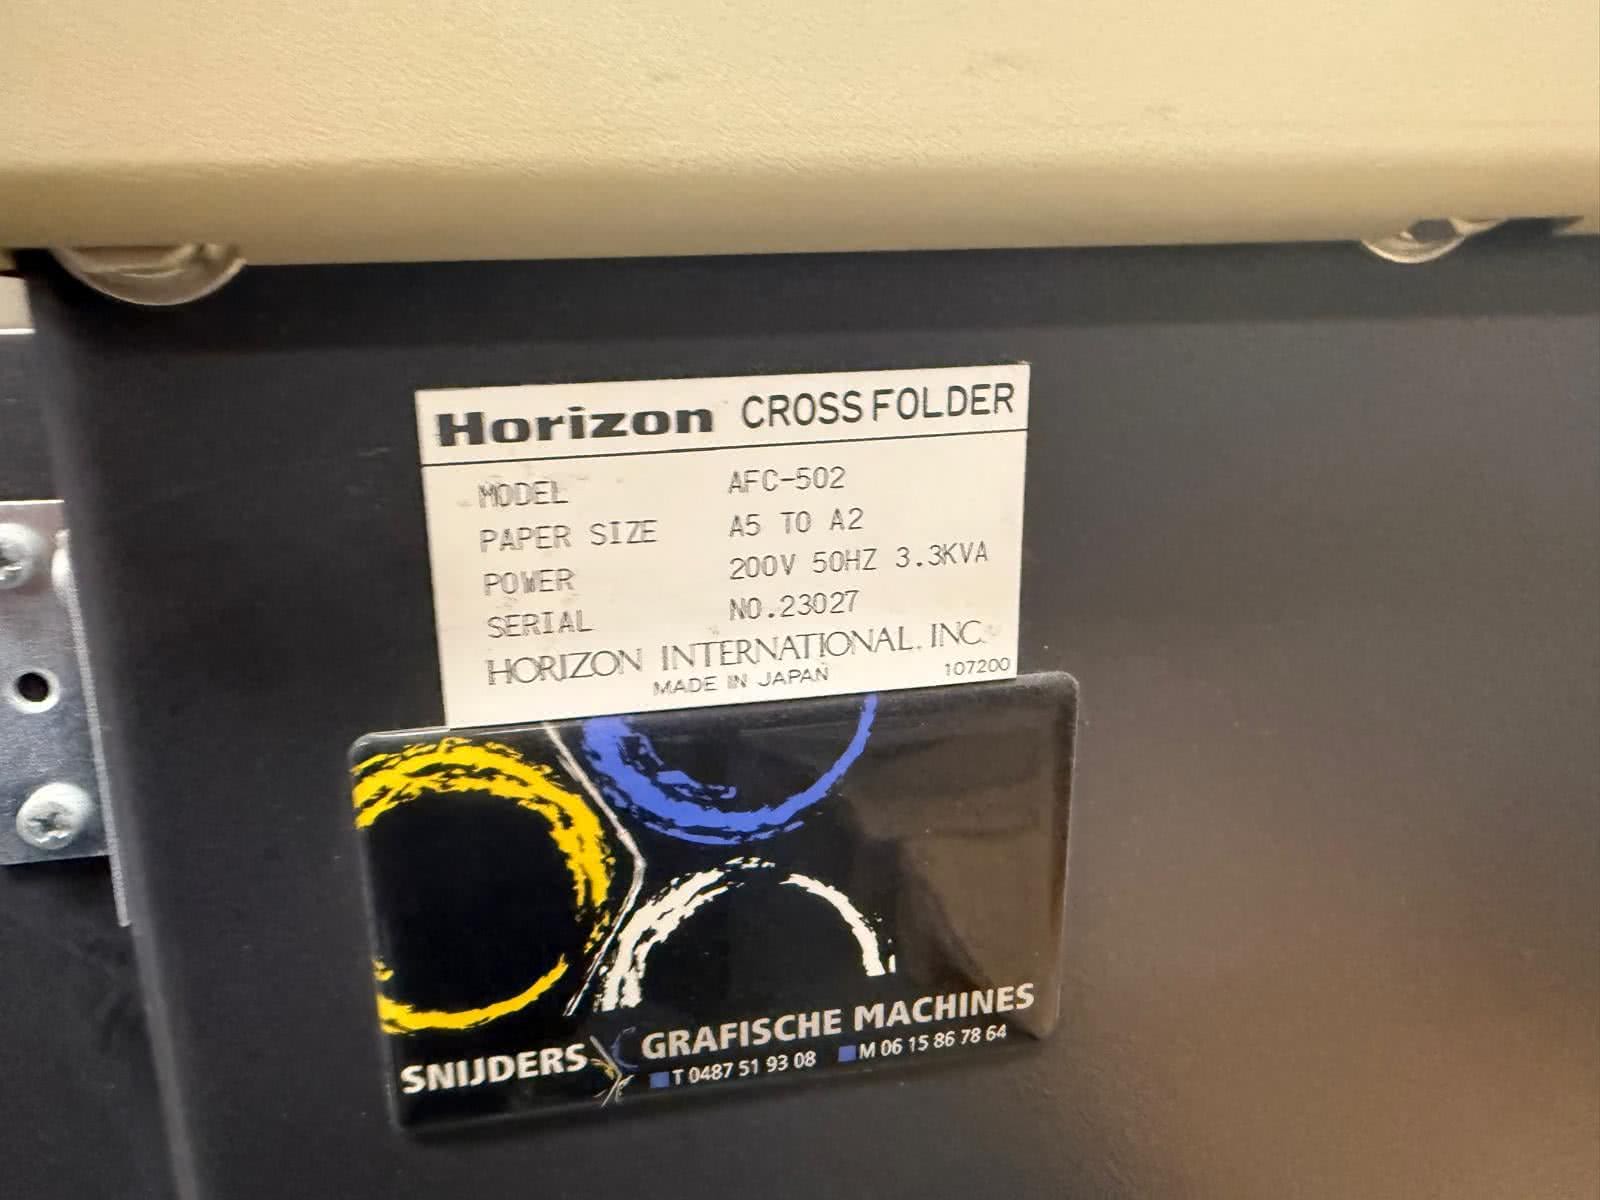 Horizon CROSS FOLDER
MODEL AFC-502
PAPER SIZE A5 TO A2
POWER 200V 50HZ 3.3KVA
SERIAL NO.23027
HORIZON INTERNATIONAL, INC.
MADE IN JAPAN 107200
SNIJDERS GRAFISCHE MACHINES
T 0487 51 93 08 M 06 15 86 78 64